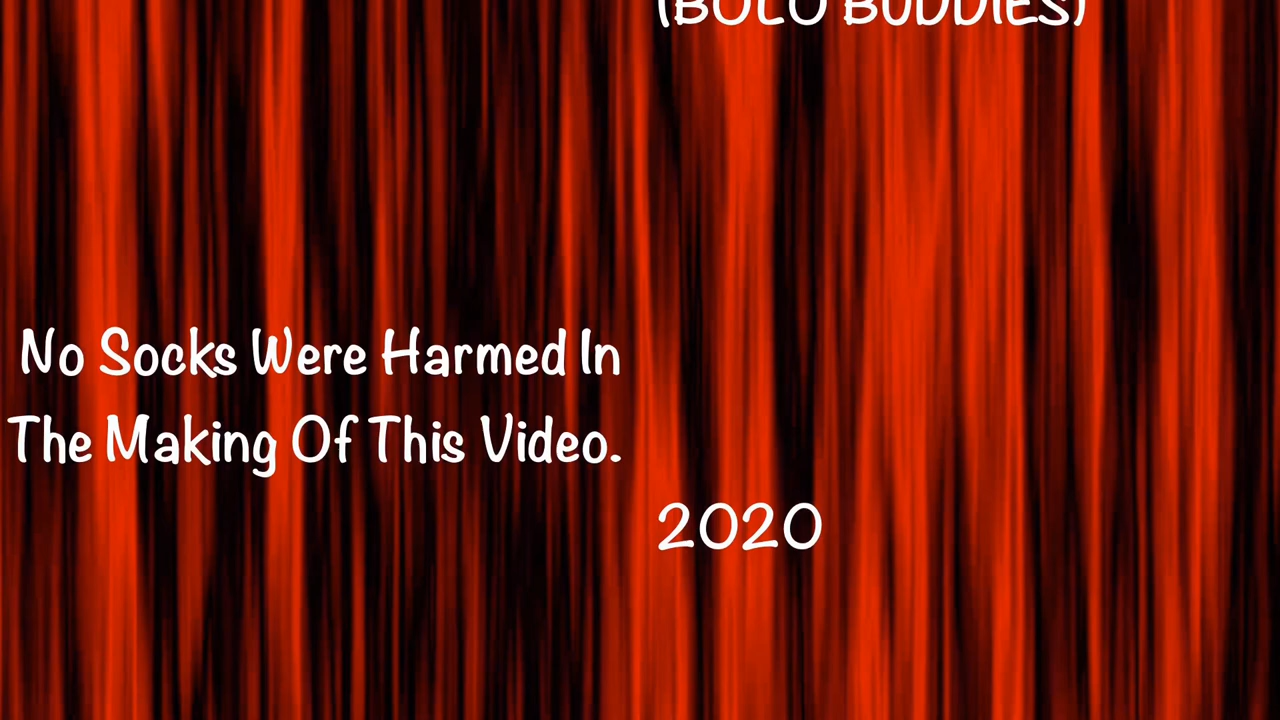 (BOLO BUDDIES)
No Socks Were Harmed In
The Making Of This Video.
2020